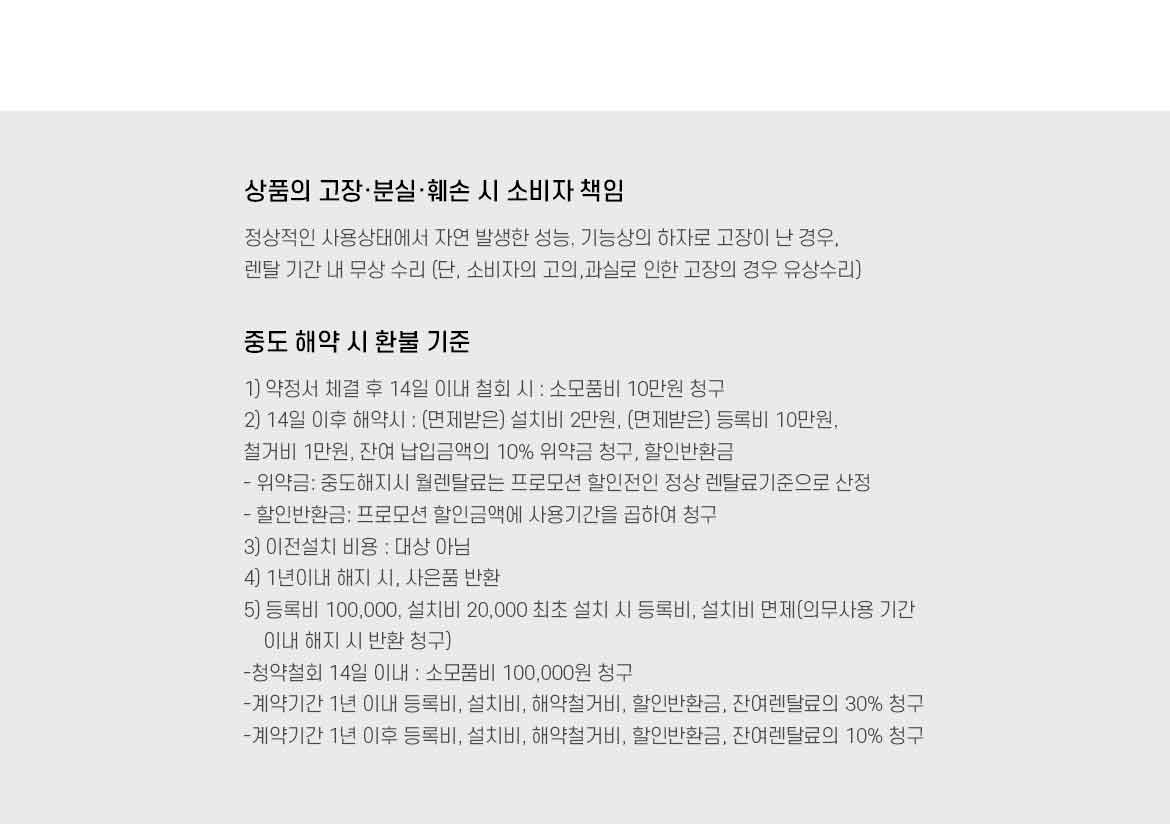 상품의 고장·분실·훼손 시 소비자 책임
정상적인 사용상태에서 자연 발생한 성능, 기능상의 하자로 고장이 난 경우,
렌탈 기간 내 무상 수리 (단, 소비자의 고의,과실로 인한 고장의 경우 유상수리)
중도 해약 시 환불 기준
1) 약정서 체결 후 14일 이내 철회 시 : 소모품비 10만원 청구
2) 14일 이후 해약시 : (면제받은) 설치비 2만원, (면제받은) 등록비 10만원,
철거비 1만원, 잔여 납입금액의 10% 위약금 청구, 할인반환금
- 위약금: 중도해지시 월렌탈료는 프로모션 할인전인 정상 렌탈료기준으로 산정
- 할인반환금: 프로모션 할인금액에 사용기간을 곱하여 청구
3) 이전설치 비용 : 대상 아님
4) 1년이내 해지 시, 사은품 반환
5) 등록비 100,000, 설치비 20,000 최초 설치 시 등록비, 설치비 면제(의무사용 기간
이내 해지 시 반환 청구)
-청약철회 14일 이내 : 소모품비 100,000원 청구
-계약기간 1년 이내 등록비, 설치비, 해약철거비, 할인반환금, 잔여렌탈료의 30% 청구
-계약기간 1년 이후 등록비, 설치비, 해약철거비, 할인반환금, 잔여렌탈료의 10% 청구